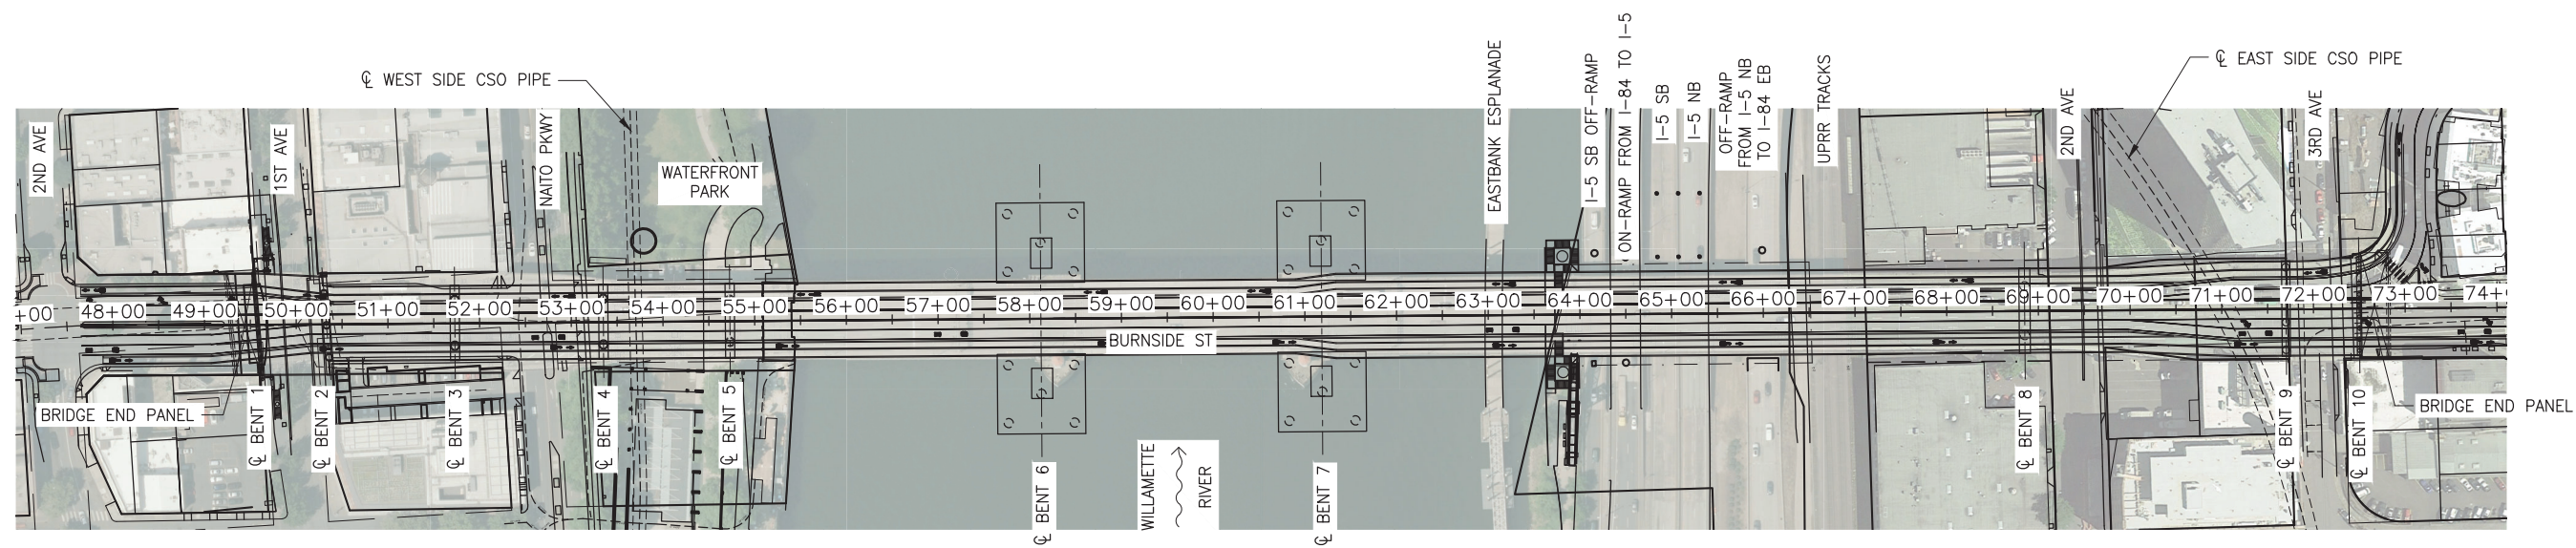 ℄ WEST SIDE CSO PIPE
℄ EAST SIDE CSO PIPE
2ND AVE
1ST AVE
NAITO PKWY
WATERFRONT
PARK
EASTBANK ESPLANADE
I-5 SB OFF-RAMP
ON-RAMP FROM I-84 TO I-5
I-5 SB
I-5 NB
OFF-RAMP
FROM I-5 NB
TO I-84 EB
UPRR TRACKS
2ND AVE
3RD AVE
+00 48+00 49+00 50+00 51+00 52+00 53+00 54+00 55+00 56+00 57+00 58+00 59+00 60+00 61+00 62+00 63+00 64+00 65+00 66+00 67+00 68+00 69+00 70+00 71+00 72+00 73+00 74+
BURNSIDE ST
BRIDGE END PANEL
℄ BENT 1
℄ BENT 2
℄ BENT 3
℄ BENT 4
℄ BENT 5
℄ BENT 6
WILLAMETTE
RIVER
℄ BENT 7
℄ BENT 8
℄ BENT 9
℄ BENT 10
BRIDGE END PANEL